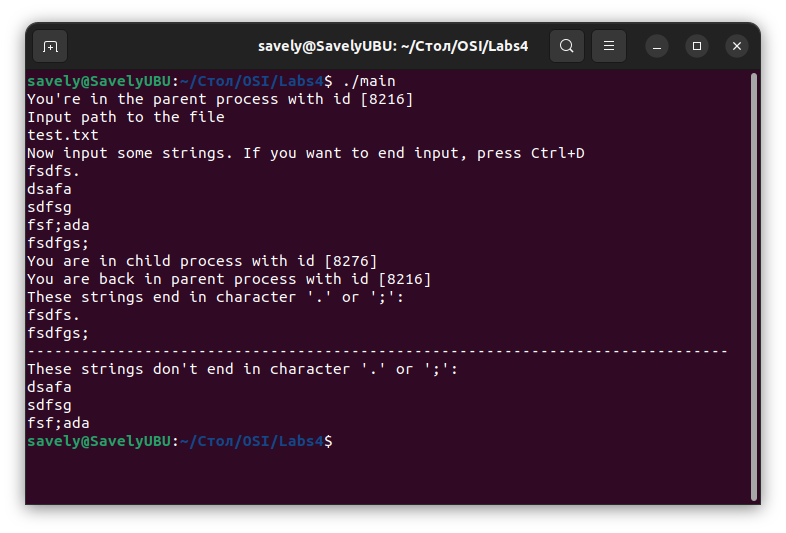 savely@SavelyUBU: ~/Стол/OSI/Labs4
savely@SavelyUBU:~/Стол/OSI/Labs4$ ./main
You're in the parent process with id [8216]
Input path to the file
test.txt
Now input some strings. If you want to end input, press Ctrl+D
fsdfs.
dsafa
sdfsg
fsf;ada
fsdfgs;
You are in child process with id [8276]
You are back in parent process with id [8216]
These strings end in character '.' or ';':
fsdfs.
fsdfgs;
------------------------------------------------------------------------------
These strings don't end in character '.' or ';':
dsafa
sdfsg
fsf;ada
savely@SavelyUBU:~/Стол/OSI/Labs4$